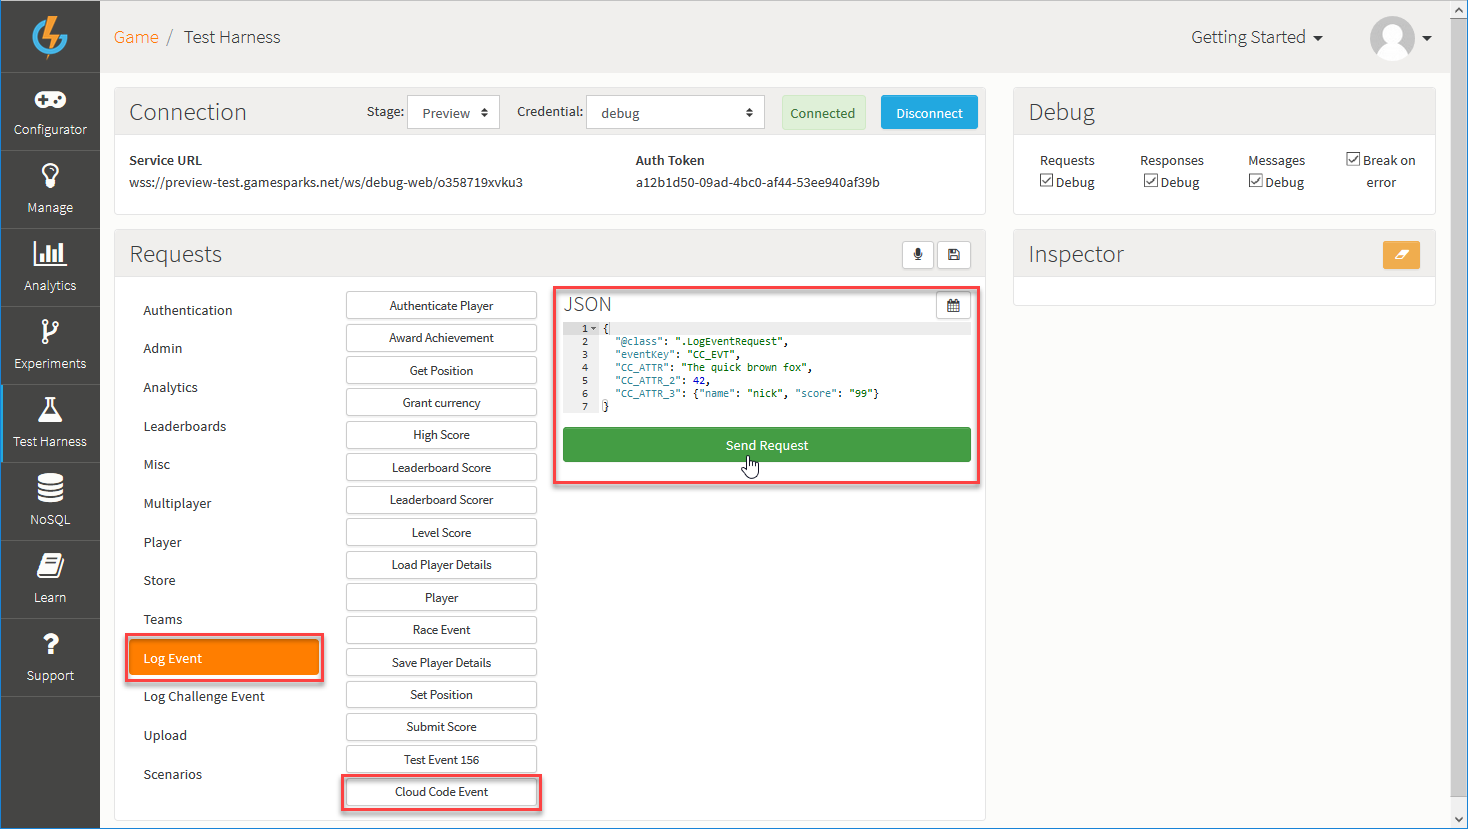 Game / Test Harness
Getting Started
Configurator
Manage
Analytics
Experiments
Test Harness
NoSQL
Learn
Support
Connection
Stage: Preview
Credential: debug
Connected
Disconnect
Service URL
wss://preview-test.gamesparks.net/ws/debug-web/o358719xvku3
Auth Token
a12b1d50-09ad-4bc0-af44-53ee940af39b
Debug
Requests
Debug
Responses
Debug
Messages
Debug
Break on
error
Requests
Authentication
Admin
Analytics
Leaderboards
Misc
Multiplayer
Player
Store
Teams
Log Event
Log Challenge Event
Upload
Scenarios
Authenticate Player
Award Achievement
Get Position
Grant currency
High Score
Leaderboard Score
Leaderboard Scorer
Level Score
Load Player Details
Player
Race Event
Save Player Details
Set Position
Submit Score
Test Event 156
Cloud Code Event
JSON
1 {
2 "@class": ".LogEventRequest",
3 "eventKey": "CC_EVT",
4 "CC_ATTR": "The quick brown fox",
5 "CC_ATTR_2": 42,
6 "CC_ATTR_3": {"name": "nick", "score": "99"}
7 }
Send Request
Inspector